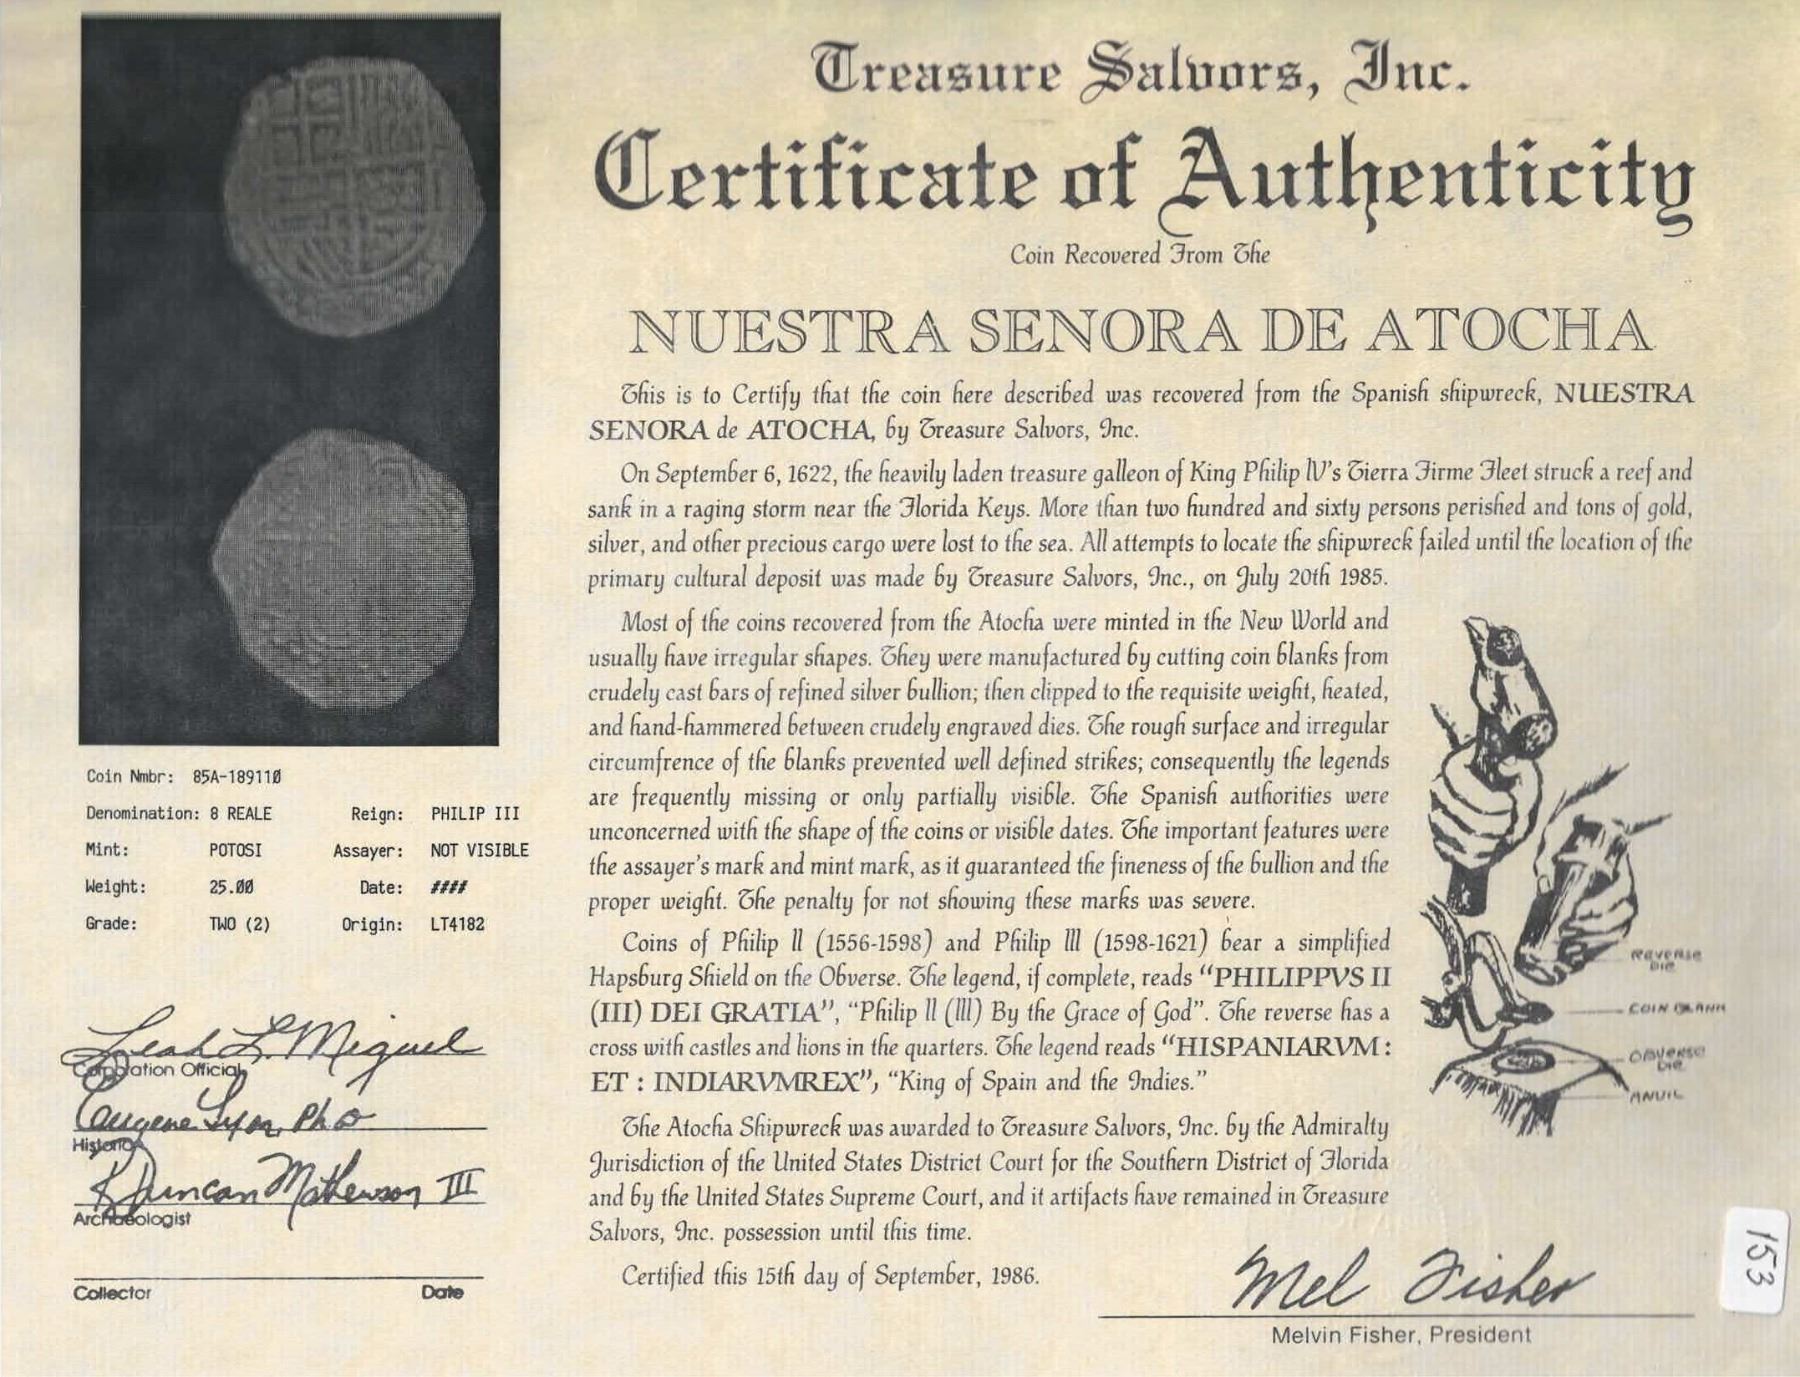 Treasure Salvors, Inc.
Certificate of Authenticity
Coin Recovered From The
NUESTRA SENORA DE ATOCHA
This is to Certify that the coin here described was recovered from the Spanish shipwreck, NUESTRA
SENORA de ATOCHA, by Treasure Salvors, Inc.
On September 6, 1622, the heavily laden treasure galleon of King Philip IV's Tierra Firme Fleet struck a reef and
sank in a raging storm near the Florida Keys. More than two hundred and sixty persons perished and tons of gold,
silver, and other precious cargo were lost to the sea. All attempts to locate the shipwreck failed until the location of the
primary cultural deposit was made by Treasure Salvors, Inc., on July 20th 1985.
Most of the coins recovered from the Atocha were minted in the New World and
usually have irregular shapes. They were manufactured by cutting coin blanks from
crudely cast bars of refined silver bullion; then clipped to the requisite weight, heated,
and hand-hammered between crudely engraved dies. The rough surface and irregular
circumfrence of the blanks prevented well defined strikes; consequently the legends
are frequently missing or only partially visible. The Spanish authorities were
unconcerned with the shape of the coins or visible dates. The important features were
the assayer's mark and mint mark, as it guaranteed the fineness of the bullion and the
proper weight. The penalty for not showing these marks was severe.
Coins of Philip II (1556-1598) and Philip III (1598-1621) bear a simplified
Hapsburg Shield on the Obverse. The legend, if complete, reads "PHILIPPVS II
(III) DEI GRATIA", "Philip II (III) By the Grace of God". The reverse has a
cross with castles and lions in the quarters. The legend reads "HISPANIARVM :
ET : INDIARVMREX", "King of Spain and the Indies."
The Atocha Shipwreck was awarded to Treasure Salvors, Inc. by the Admiralty
Jurisdiction of the United States District Court for the Southern District of Florida
and by the United States Supreme Court, and it artifacts have remained in Treasure
Salvors, Inc. possession until this time.
Certified this 15th day of September, 1986.
Mel Fisher
Melvin Fisher, President
REVERSE
DIE
COIN BLANK
OBVERSE
DIE
ANVIL
Coin Nmbr: 85A-189110
Denomination: 8 REALE Reign: PHILIP III
Mint: POTOSI Assayer: NOT VISIBLE
Weight: 25.00 Date: ####
Grade: TWO (2) Origin: LT4182
Leah L. Miguel
Corporation Official
Eugene Lyon, PhD
Historian
R Duncan Mathewson III
Archaeologist
Collector Date
153